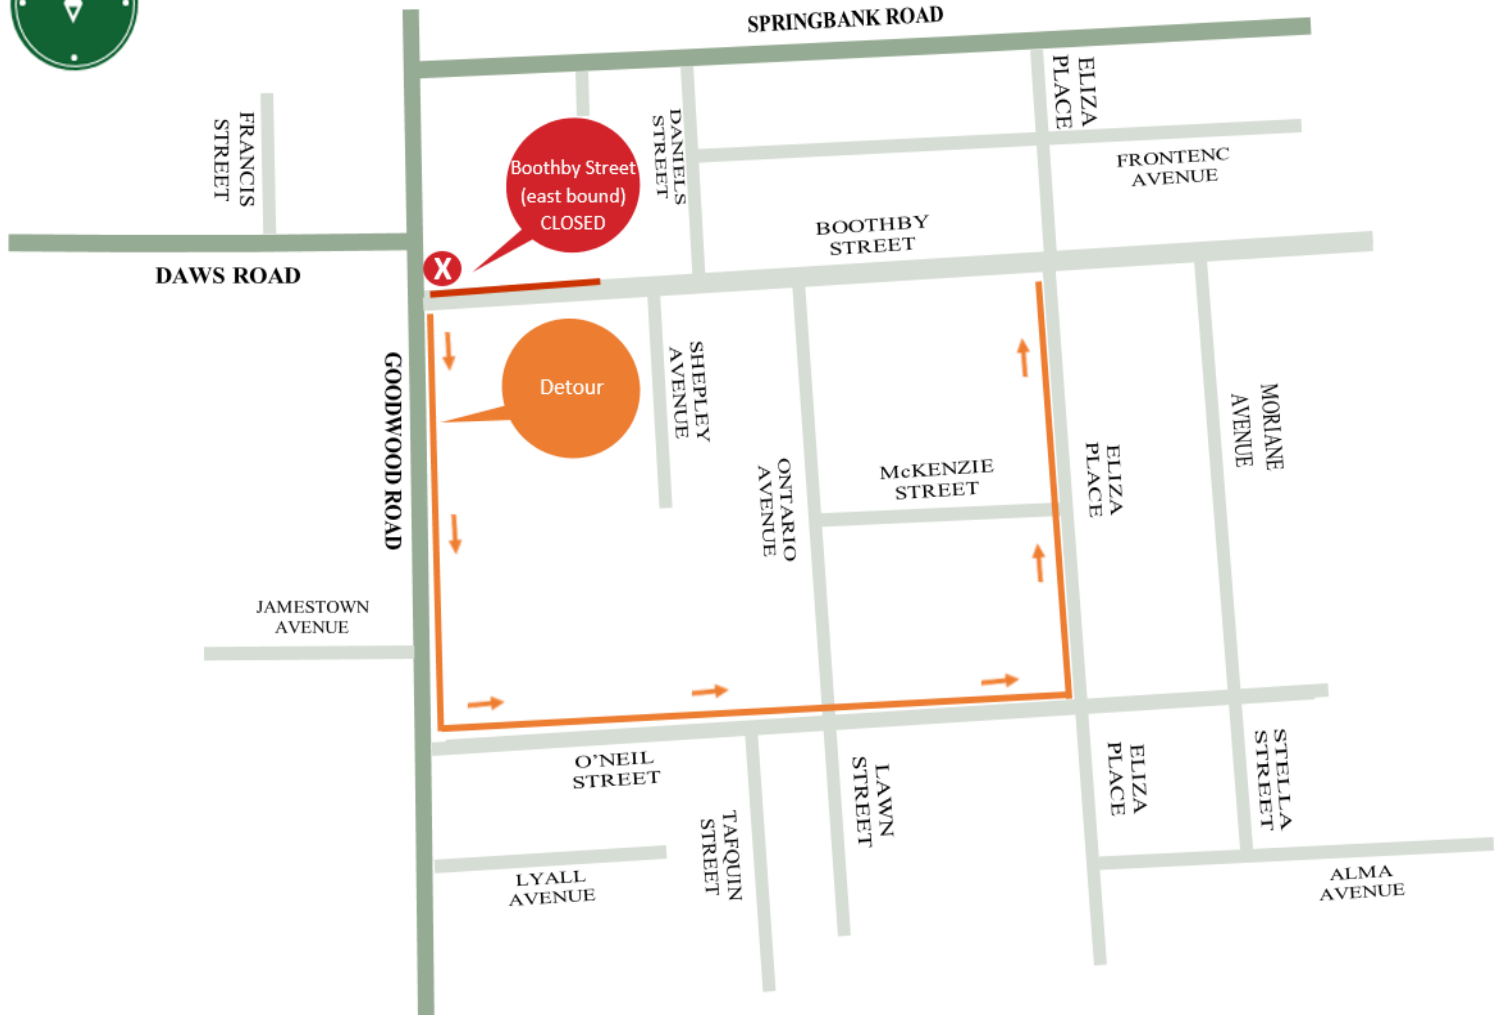 SPRINGBANK ROAD
ELIZA
PLACE
FRANCIS
STREET
DANIELS
STREET
Boothby Street
(east bound)
CLOSED
FRONTENC
AVENUE
BOOTHBY
STREET
X
DAWS ROAD
GOODWOOD ROAD
Detour
SHEPLEY
AVENUE
MORIANE
AVENUE
ONTARIO
AVENUE
McKENZIE
STREET
ELIZA
PLACE
JAMESTOWN
AVENUE
O'NEIL
STREET
ELIZA
PLACE
STELLA
STREET
LAWN
STREET
TAFQUIN
STREET
LYALL
AVENUE
ALMA
AVENUE